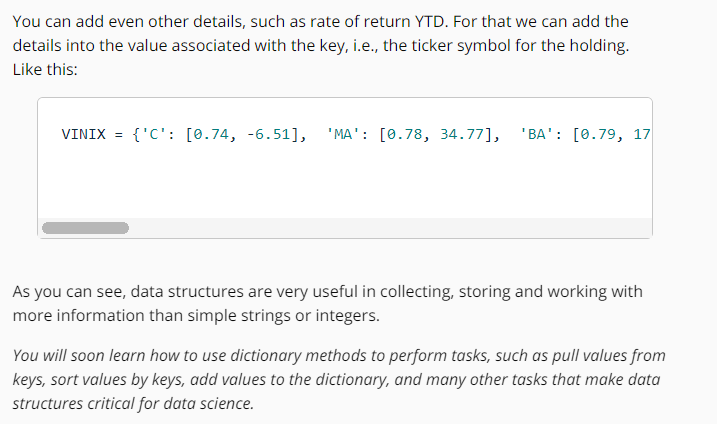 You can add even other details, such as rate of return YTD. For that we can add the
details into the value associated with the key, i.e., the ticker symbol for the holding.
Like this:
VINIX = {'C': [0.74, -6.51], 'MA': [0.78, 34.77], 'BA': [0.79, 17
As you can see, data structures are very useful in collecting, storing and working with
more information than simple strings or integers.
You will soon learn how to use dictionary methods to perform tasks, such as pull values from
keys, sort values by keys, add values to the dictionary, and many other tasks that make data
structures critical for data science.